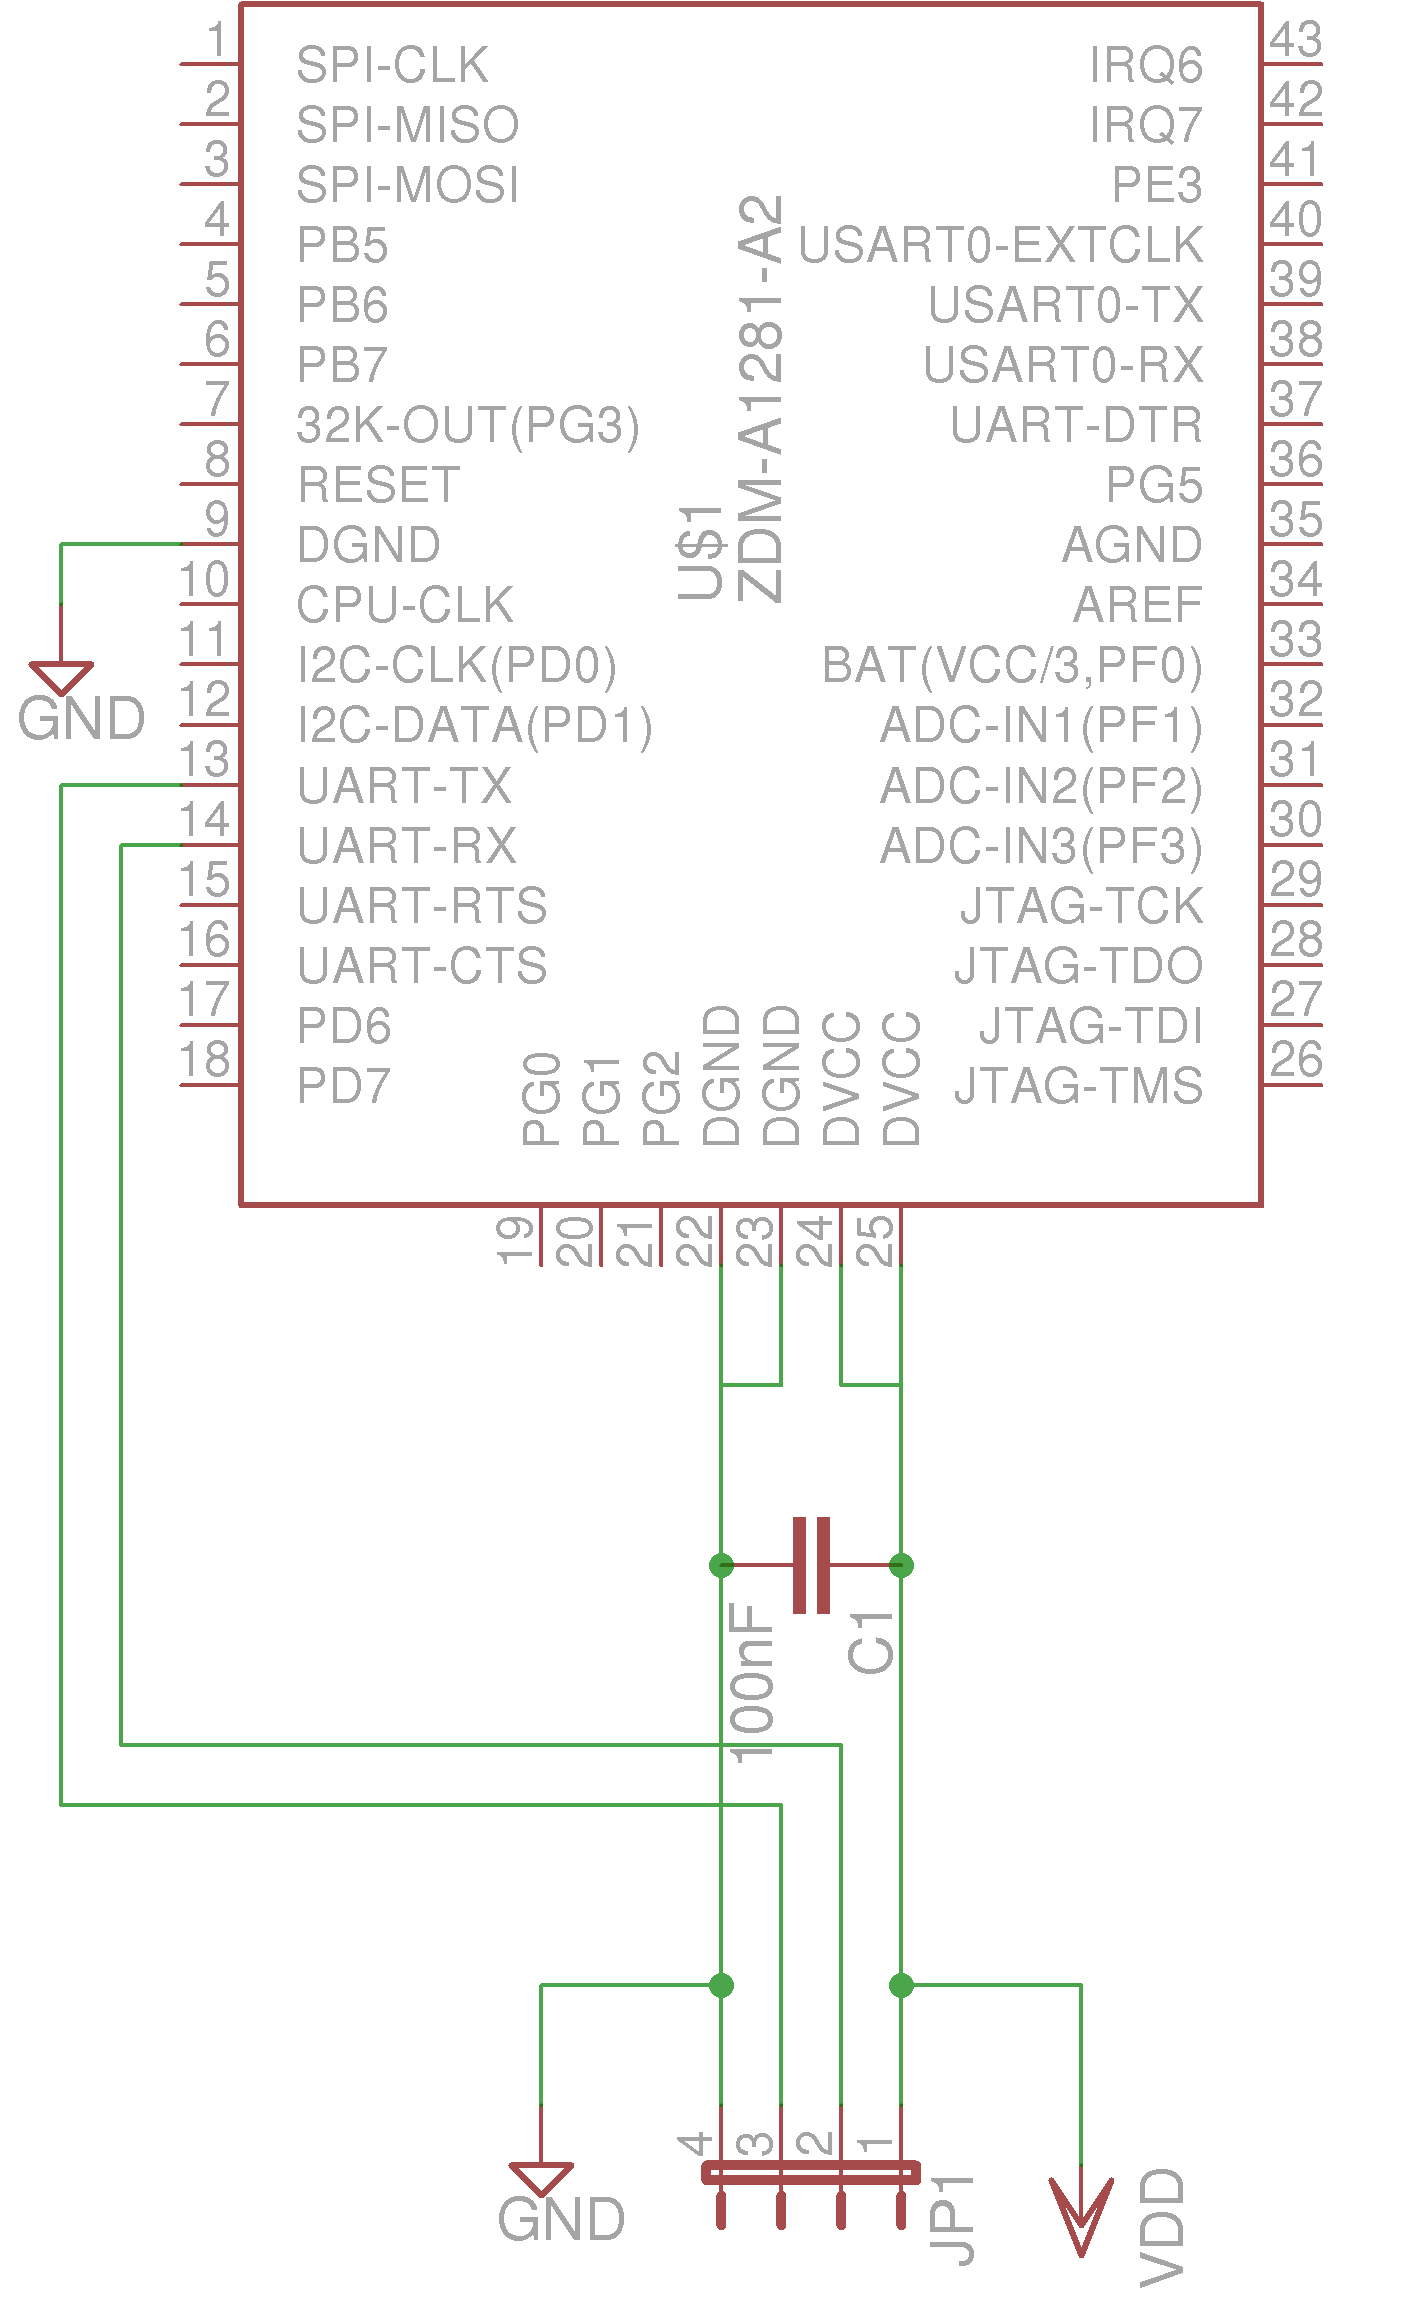 1
SPI-CLK
IRQ6
43
2
SPI-MISO
IRQ7
42
3
SPI-MOSI
PE3
41
4
PB5
USART0-EXTCLK
40
5
PB6
USART0-TX
39
6
PB7
USART0-RX
38
7
32K-OUT(PG3)
UART-DTR
37
8
RESET
PG5
36
9
DGND
AGND
35
10
CPU-CLK
AREF
34
11
I2C-CLK(PD0)
BAT(VCC/3,PF0)
33
12
I2C-DATA(PD1)
ADC-IN1(PF1)
32
13
UART-TX
ADC-IN2(PF2)
31
14
UART-RX
ADC-IN3(PF3)
30
15
UART-RTS
JTAG-TCK
29
16
UART-CTS
JTAG-TDO
28
17
PD6
JTAG-TDI
27
18
PD7
JTAG-TMS
26
U$1
ZDM-A1281-A2
GND
PG0
PG1
PG2
DGND
DGND
DVCC
DVCC
19
20
21
22
23
24
25
100nF
C1
4
3
2
1
GND
JP1
VDD